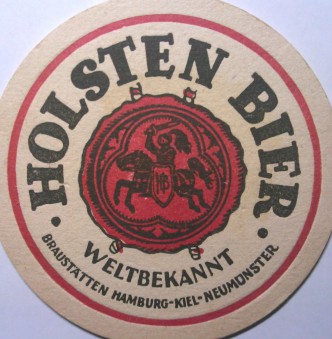 HOLSTEN BIER
WELTBEKANNT
BRAUSTÄTTEN HAMBURG-KIEL-NEUMÜNSTER